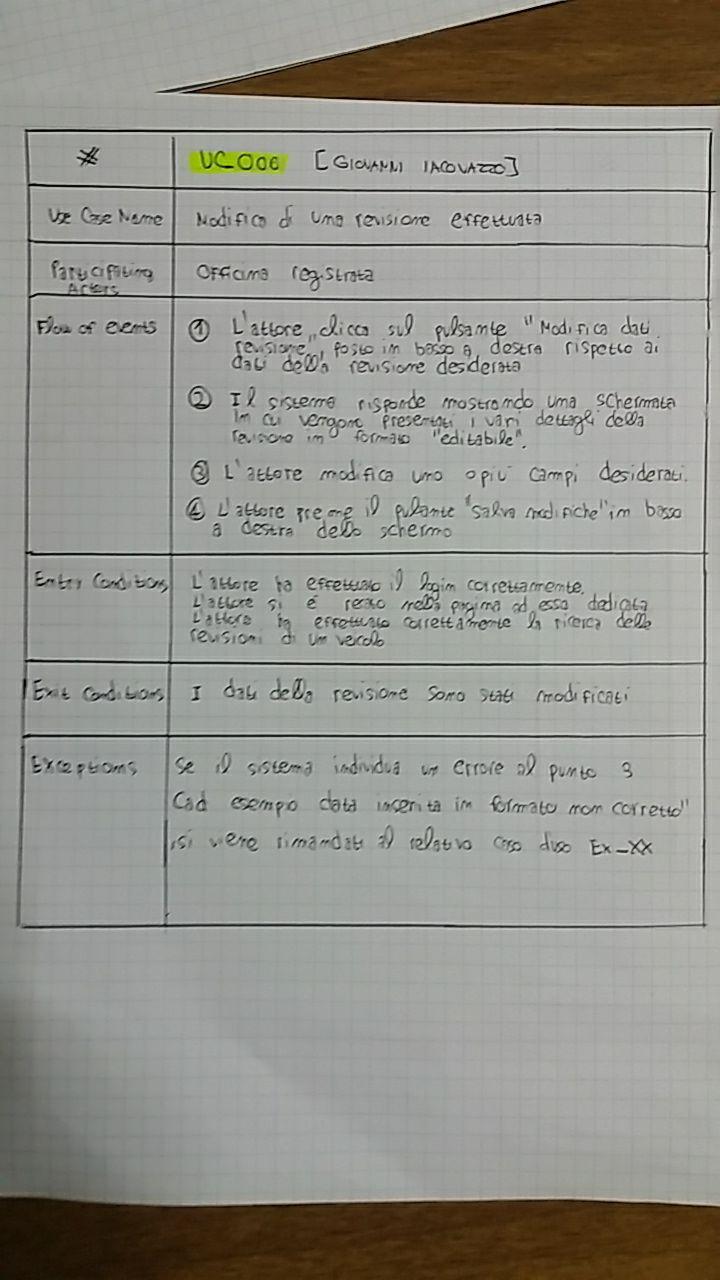 # UC_006 [GIOVANNI IACOVAZZO]
Use Case Name Modifica di una revisione effettuata
Participating Actors Officina registrata
Flow of events
① L'attore clicca sul pulsante "Modifica dati
revisione", posto in basso a destra rispetto ai
dati della revisione desiderata
② Il sistema risponde mostrando una schermata
in cui vengono presentati i vari dettagli della
revisione in formato "editabile".
③ L'attore modifica uno o più campi desiderati.
④ L'attore preme il pulante "salva modifiche" in basso
a destra dello schermo
Entry Conditions L'attore ha effettuato il login correttamente.
L'attore si è recato nella pagina ad esso dedicata
L'attore ha effettuato correttamente la ricerca delle
revisioni di un veicolo
Exit Conditions I dati della revisione sono stati modificati
Exceptions Se il sistema individua un errore al punto 3
(ad esempio data inserita in formato non corretto"
si viene rimandati al relativo caso d'uso Ex_XX